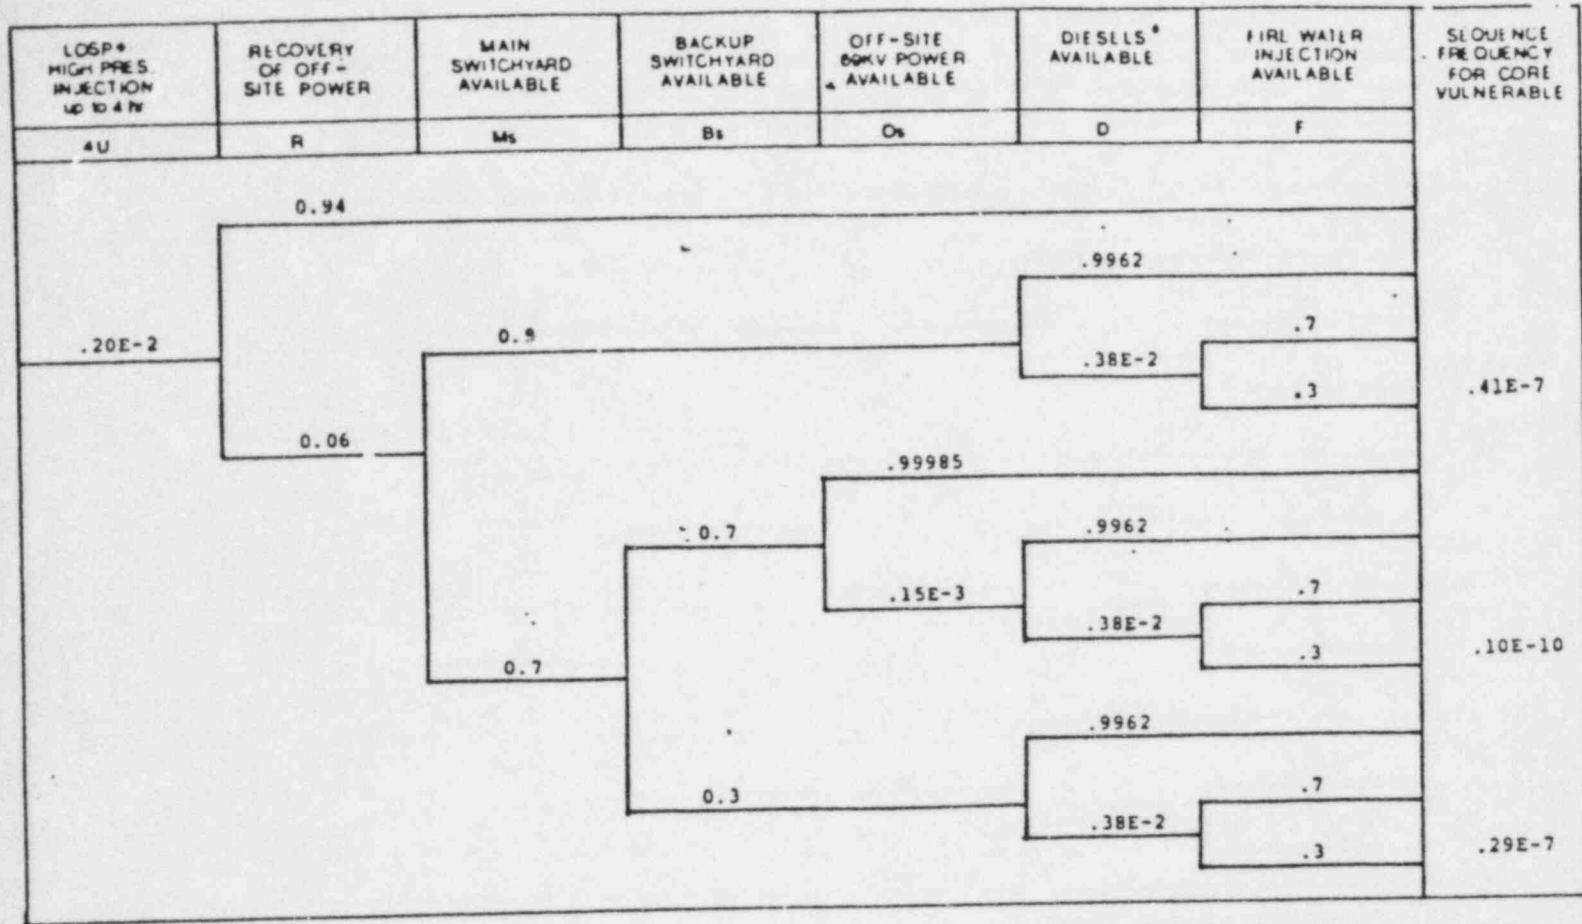 LOSP+
HIGH PRES.
INJECTION
up to 4 hr
RECOVERY
OF OFF-
SITE POWER
MAIN
SWITCHYARD
AVAILABLE
BACKUP
SWITCHYARD
AVAILABLE
OFF-SITE
POWER
AVAILABLE
DIESELS*
AVAILABLE
FIRE WATER
INJECTION
AVAILABLE
SEQUENCE
FREQUENCY
FOR CORE
VULNERABLE
4U
R
Ms
Bs
Os
D
F
0.94
.9962
.20E-2
0.3
.7
.38E-2
.3
.41E-7
0.06
.99985
0.7
.9962
.15E-3
.7
.38E-2
.3
.10E-10
0.7
.9962
0.3
.7
.38E-2
.3
.29E-7